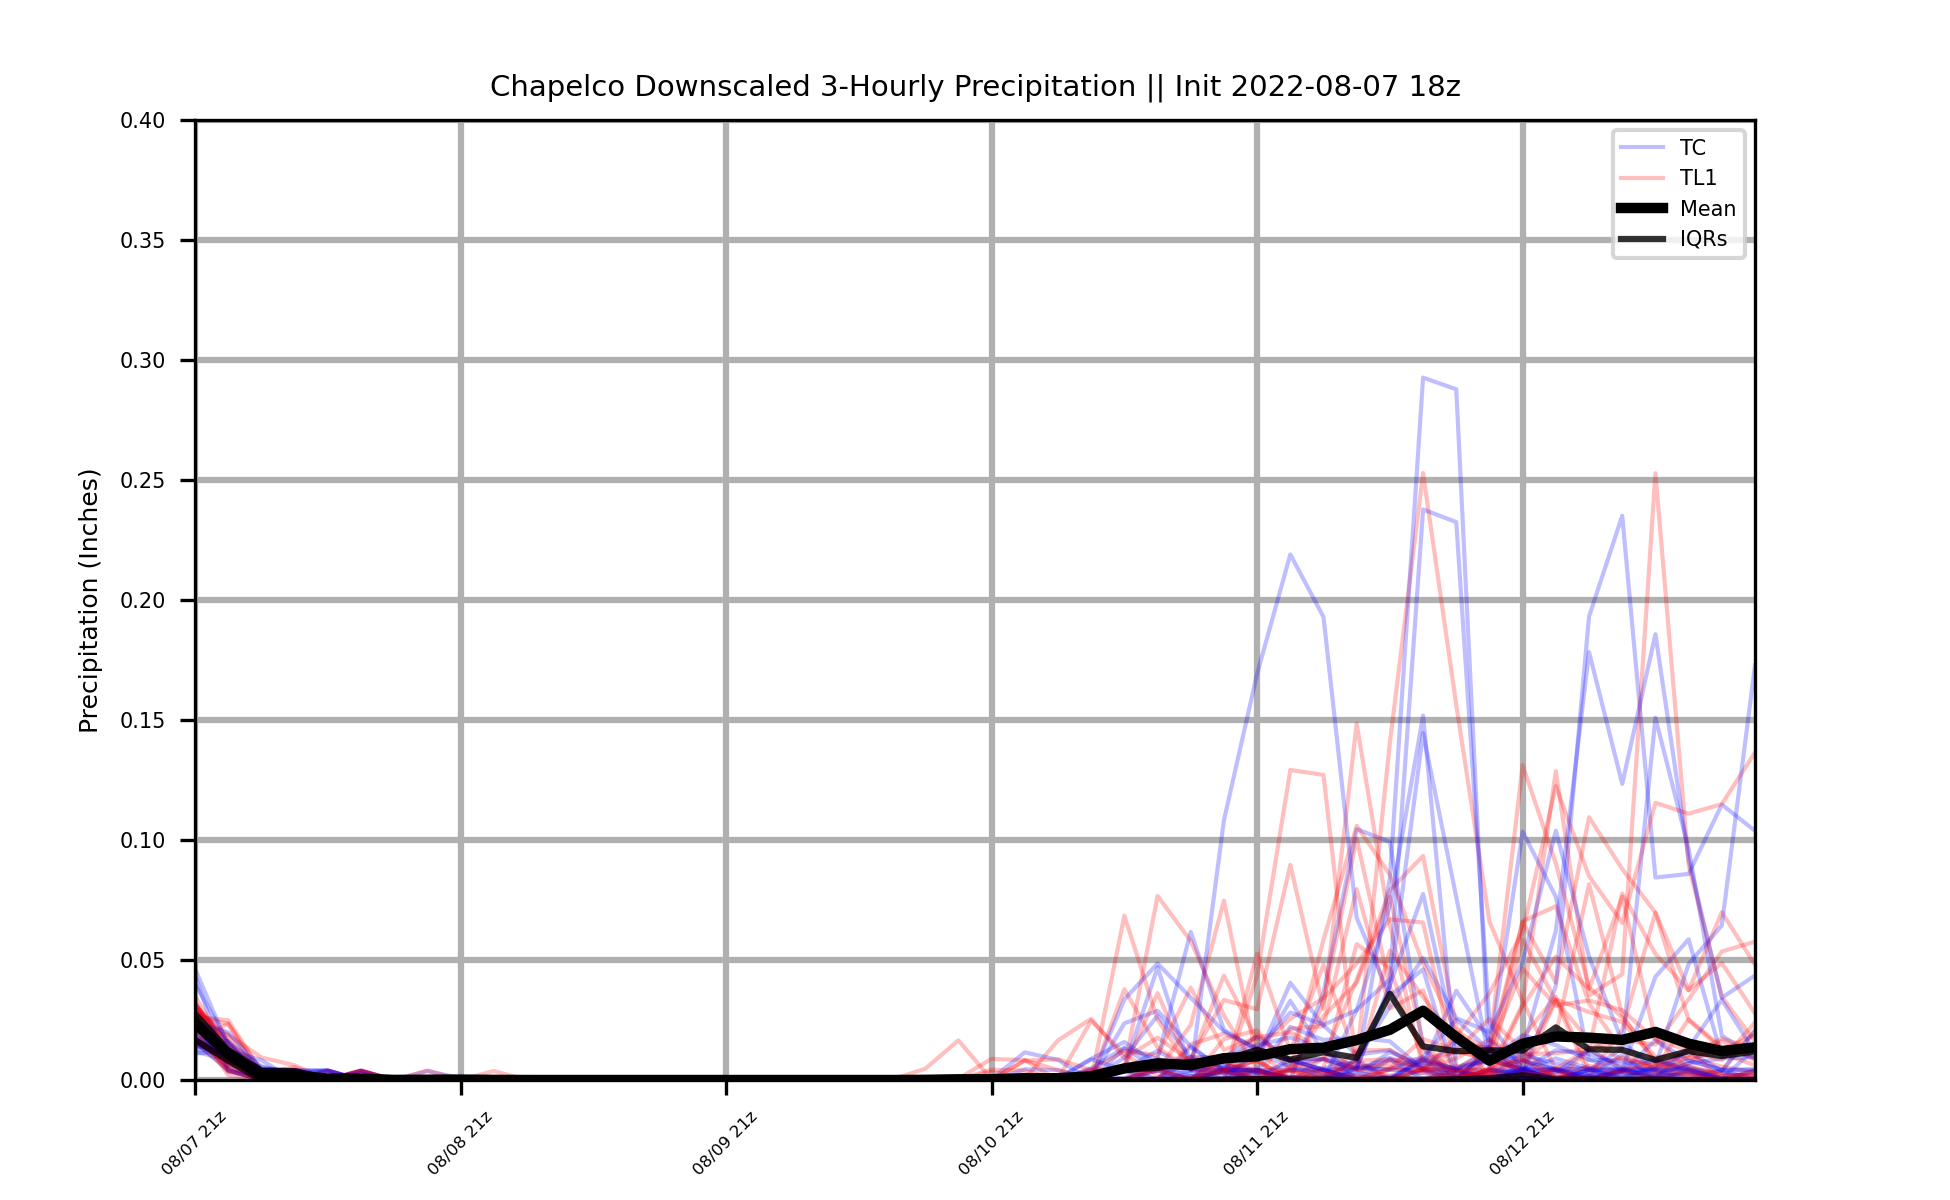 Chapelco Downscaled 3-Hourly Precipitation || Init 2022-08-07 18z
TC
TL1
Mean
IQRs
Precipitation (Inches)
0.40
0.35
0.30
0.25
0.20
0.15
0.10
0.05
0.00
08/07 21z
08/08 21z
08/09 21z
08/10 21z
08/11 21z
08/12 21z